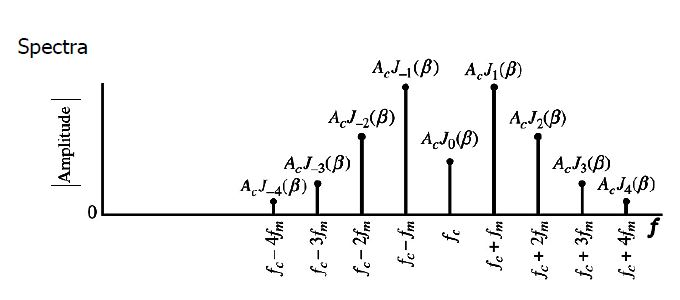 Spectra
A_cJ_–1(β) A_cJ_1(β)
A_cJ_–2(β) A_cJ_2(β)
A_cJ_0(β)
A_cJ_–3(β) A_cJ_3(β)
A_cJ_–4(β) A_cJ_4(β)
|Amplitude|
0
f
f_c – 4f_m
f_c – 3f_m
f_c – 2f_m
f_c – f_m
f_c
f_c + f_m
f_c + 2f_m
f_c + 3f_m
f_c + 4f_m